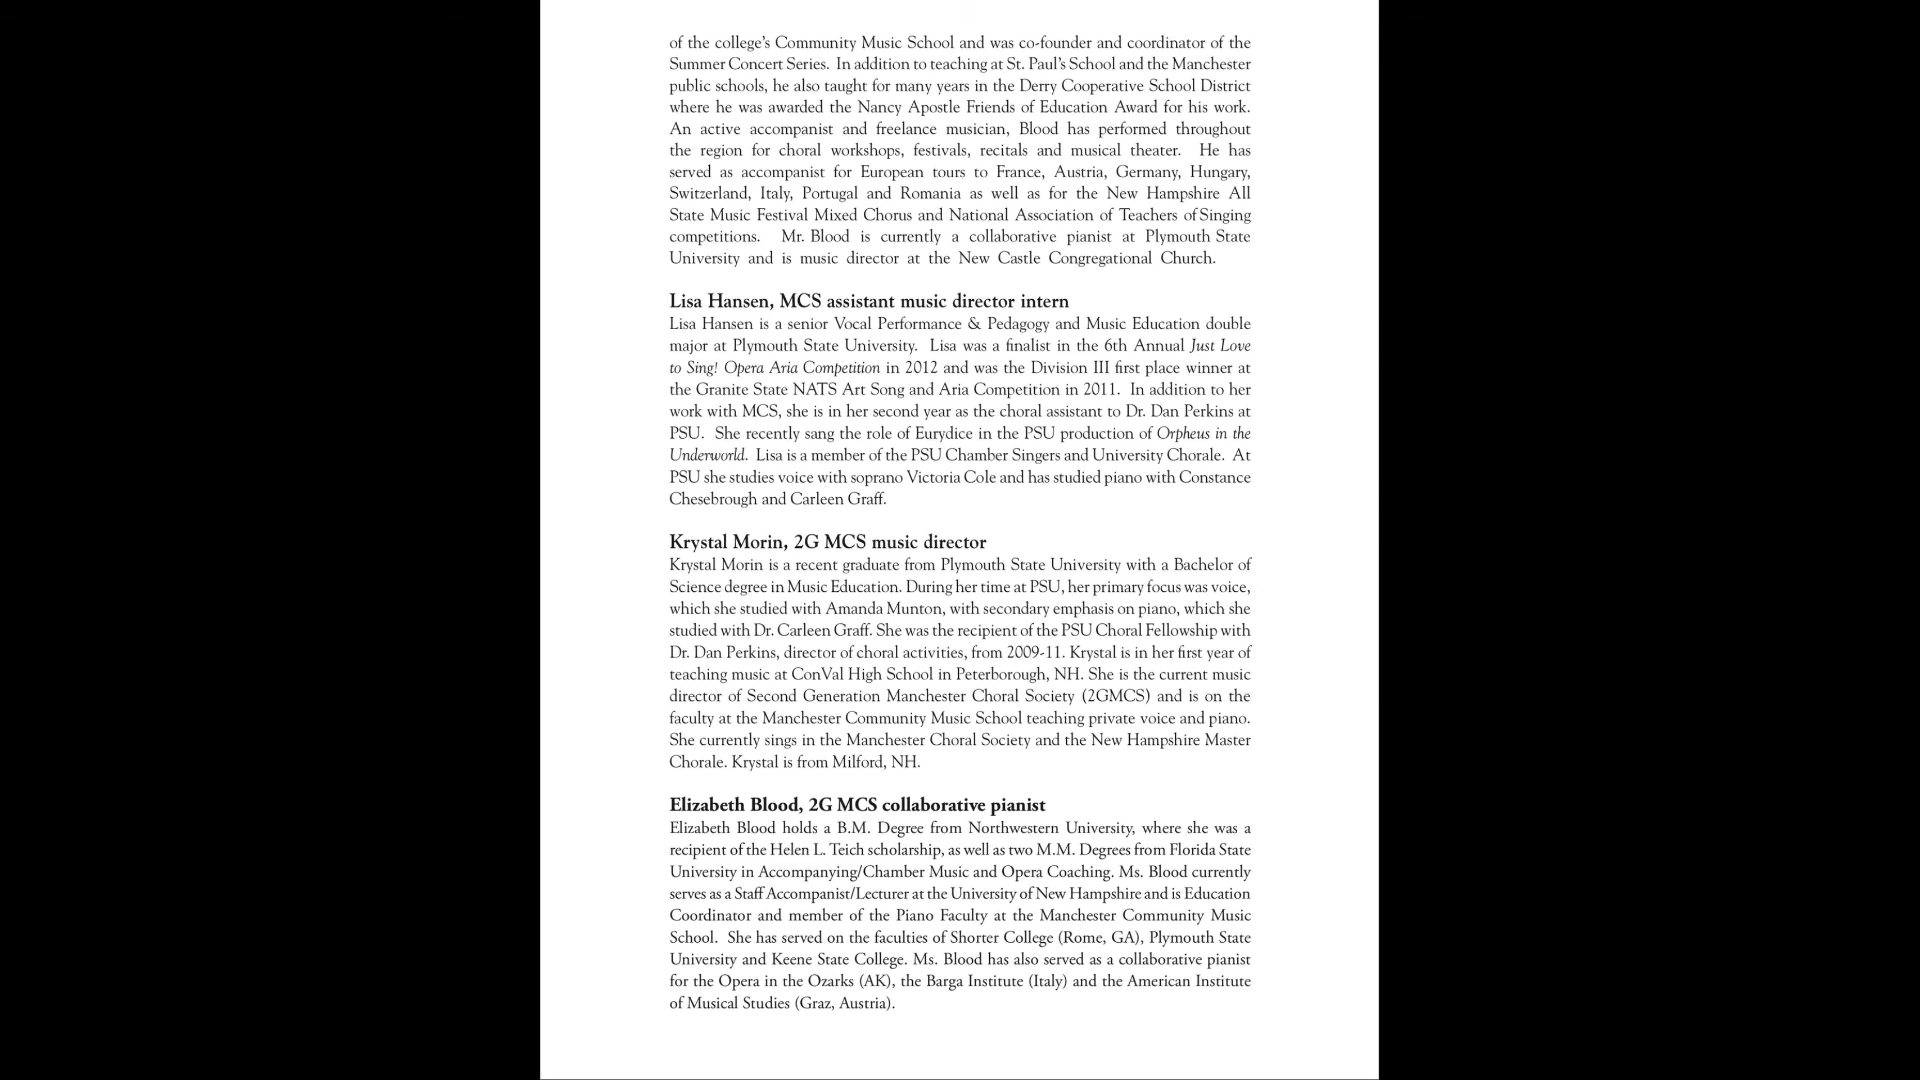 of the college's Community Music School and was co-founder and coordinator of the
Summer Concert Series. In addition to teaching at St. Paul's School and the Manchester
public schools, he also taught for many years in the Derry Cooperative School District
where he was awarded the Nancy Apostle Friends of Education Award for his work.
An active accompanist and freelance musician, Blood has performed throughout
the region for choral workshops, festivals, recitals and musical theater. He has
served as accompanist for European tours to France, Austria, Germany, Hungary,
Switzerland, Italy, Portugal and Romania as well as for the New Hampshire All
State Music Festival Mixed Chorus and National Association of Teachers of Singing
competitions. Mr. Blood is currently a collaborative pianist at Plymouth State
University and is music director at the New Castle Congregational Church.
Lisa Hansen, MCS assistant music director intern
Lisa Hansen is a senior Vocal Performance & Pedagogy and Music Education double
major at Plymouth State University. Lisa was a finalist in the 6th Annual Just Love
to Sing! Opera Aria Competition in 2012 and was the Division III first place winner at
the Granite State NATS Art Song and Aria Competition in 2011. In addition to her
work with MCS, she is in her second year as the choral assistant to Dr. Dan Perkins at
PSU. She recently sang the role of Eurydice in the PSU production of Orpheus in the
Underworld. Lisa is a member of the PSU Chamber Singers and University Chorale. At
PSU she studies voice with soprano Victoria Cole and has studied piano with Constance
Chesebrough and Carleen Graff.
Krystal Morin, 2G MCS music director
Krystal Morin is a recent graduate from Plymouth State University with a Bachelor of
Science degree in Music Education. During her time at PSU, her primary focus was voice,
which she studied with Amanda Munton, with secondary emphasis on piano, which she
studied with Dr. Carleen Graff. She was the recipient of the PSU Choral Fellowship with
Dr. Dan Perkins, director of choral activities, from 2009-11. Krystal is in her first year of
teaching music at ConVal High School in Peterborough, NH. She is the current music
director of Second Generation Manchester Choral Society (2GMCS) and is on the
faculty at the Manchester Community Music School teaching private voice and piano.
She currently sings in the Manchester Choral Society and the New Hampshire Master
Chorale. Krystal is from Milford, NH.
Elizabeth Blood, 2G MCS collaborative pianist
Elizabeth Blood holds a B.M. Degree from Northwestern University, where she was a
recipient of the Helen L. Teich scholarship, as well as two M.M. Degrees from Florida State
University in Accompanying/Chamber Music and Opera Coaching. Ms. Blood currently
serves as a Staff Accompanist/Lecturer at the University of New Hampshire and is Education
Coordinator and member of the Piano Faculty at the Manchester Community Music
School. She has served on the faculties of Shorter College (Rome, GA), Plymouth State
University and Keene State College. Ms. Blood has also served as a collaborative pianist
for the Opera in the Ozarks (AK), the Barga Institute (Italy) and the American Institute
of Musical Studies (Graz, Austria).